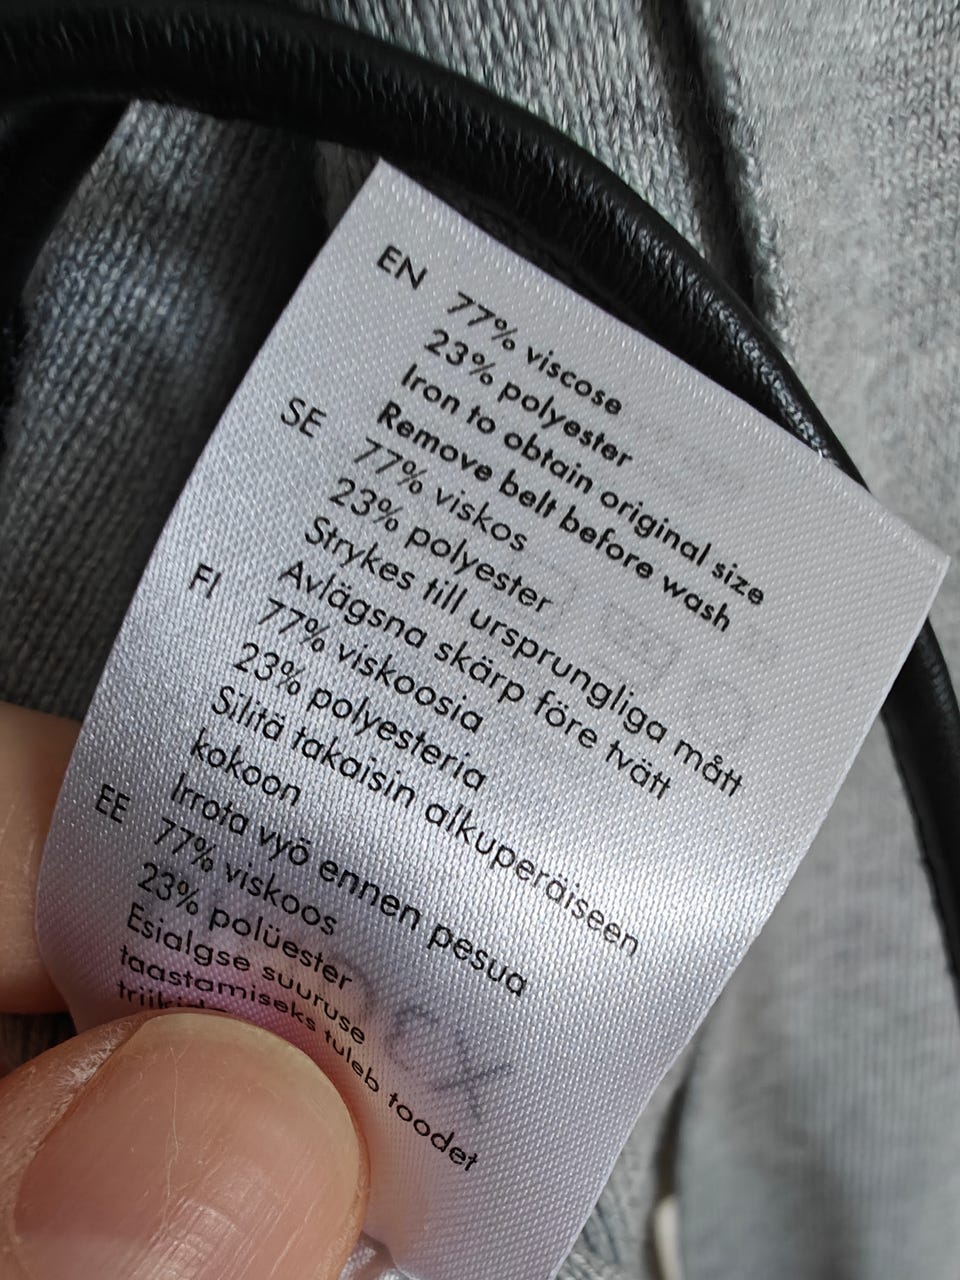 EN 77% viscose
23% polyester
Iron to obtain original size
Remove belt before wash
SE 77% viskos
23% polyester
Strykes till ursprungliga mått
Avlägsna skärp före tvätt
FI 77% viskoosia
23% polyesteria
Silitä takaisin alkuperäiseen
kokoon
Irrota vyö ennen pesua
EE 77% viskoos
23% polüester
Esialgse suuruse
taastamiseks tuleb toodet